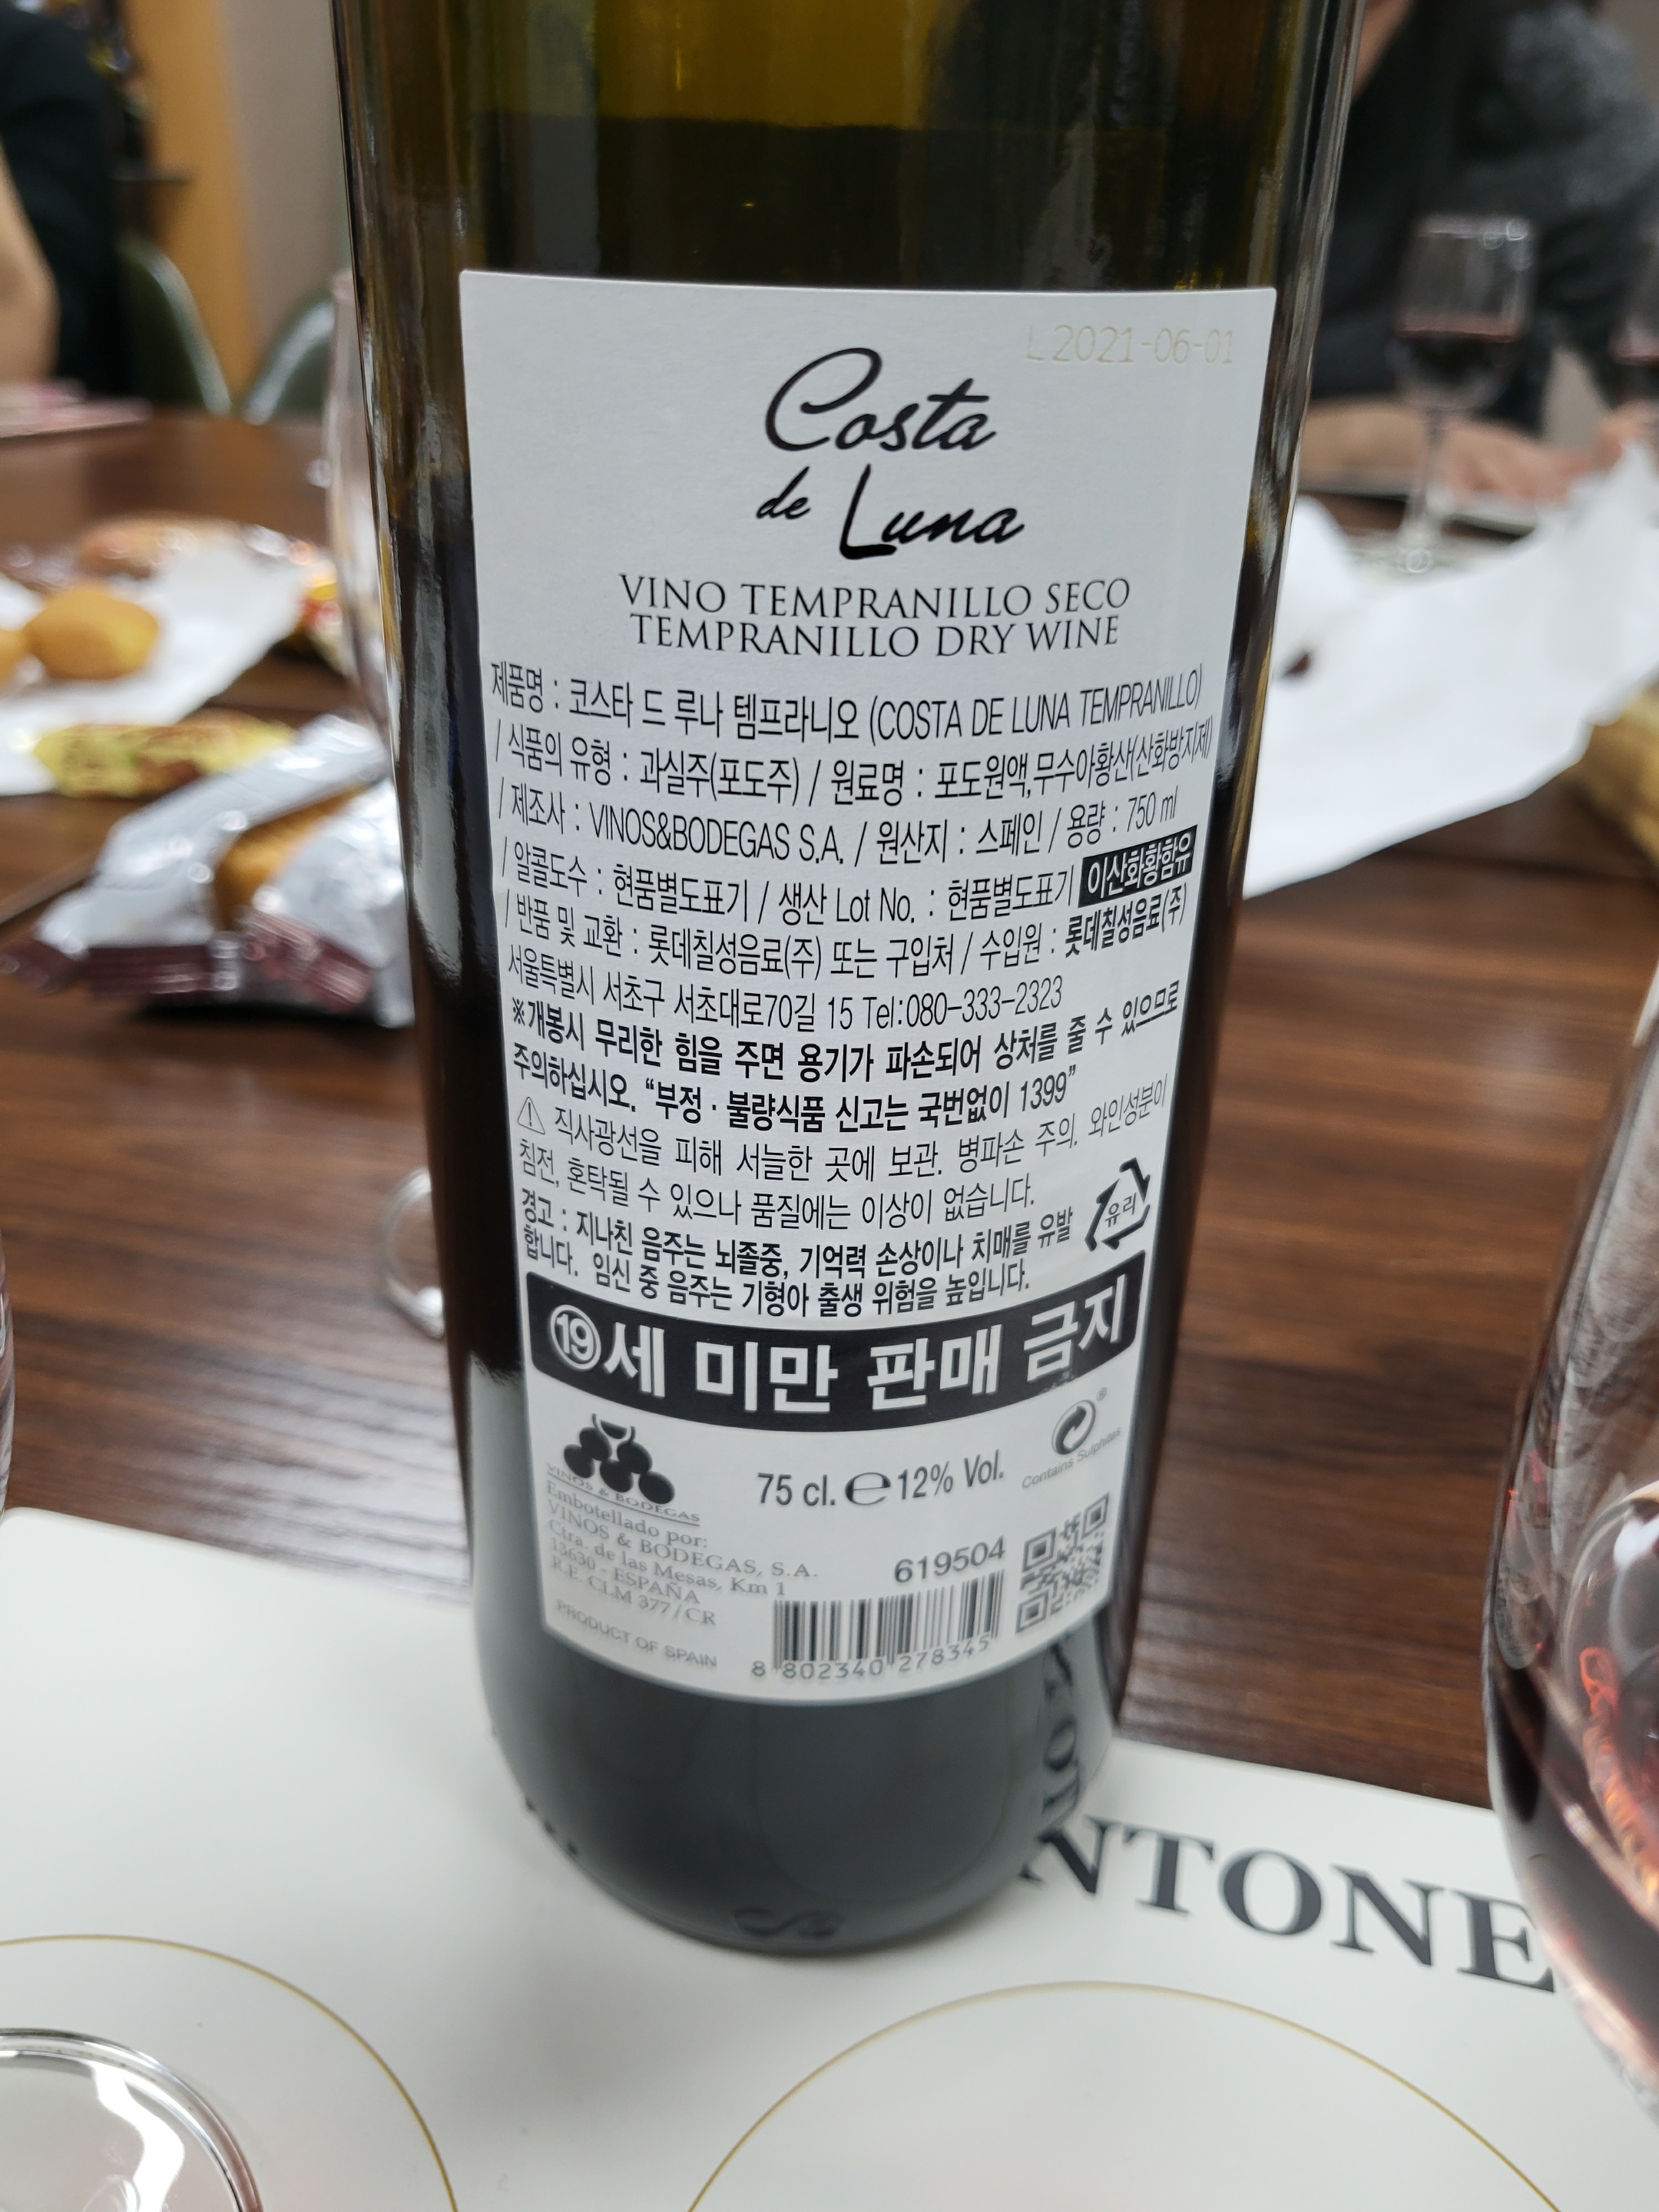 L2021-06-01
Costa
de Luna
VINO TEMPRANILLO SECO
TEMPRANILLO DRY WINE
제품명 : 코스타 드 루나 템프라니오 (COSTA DE LUNA TEMPRANILLO)
/ 식품의 유형 : 과실주(포도주) / 원료명 : 포도원액,무수아황산(산화방지제)
/ 제조사 : VINOS&BODEGAS S.A. / 원산지 : 스페인 / 용량 : 750 ml
/ 알콜도수 : 현품별도표기 / 생산 Lot No. : 현품별도표기 이산화황함유
/ 반품 및 교환 : 롯데칠성음료(주) 또는 구입처 / 수입원 : 롯데칠성음료(주)
서울특별시 서초구 서초대로70길 15 Tel:080-333-2323
※개봉시 무리한 힘을 주면 용기가 파손되어 상처를 줄 수 있으므로
주의하십시오. “부정 · 불량식품 신고는 국번없이 1399”
⚠ 직사광선을 피해 서늘한 곳에 보관. 병파손 주의. 와인성분이
침전, 혼탁될 수 있으나 품질에는 이상이 없습니다.
경고 : 지나친 음주는 뇌졸중, 기억력 손상이나 치매를 유발
합니다. 임신 중 음주는 기형아 출생 위험을 높입니다.
유리
⑲세 미만 판매 금지
VINOS & BODEGAS
75 cl. ℮ 12% Vol.
®
Contains Sulphites
Embotellado por:
VINOS & BODEGAS, S.A.
Ctra. de las Mesas, Km 1
13630 - ESPAÑA
R.E. CLM 377/CR
PRODUCT OF SPAIN
619504
8 802340 278345
NTONE